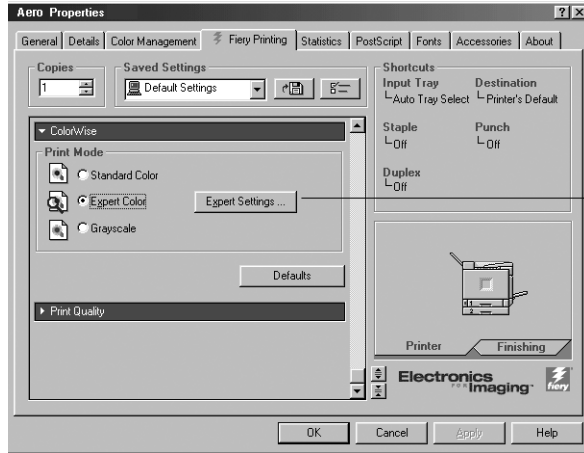 Aero Properties
General Details Color Management Fiery Printing Statistics PostScript Fonts Accessories About
Copies
1
Saved Settings
Default Settings
Shortcuts
Input Tray Destination
Auto Tray Select Printer's Default
Staple Punch
Off Off
Duplex
Off
ColorWise
Print Mode
Standard Color
Expert Color Expert Settings ...
Grayscale
Defaults
Print Quality
1
2
Printer Finishing
Electronics
FOR Imaging
fiery
OK Cancel Apply Help